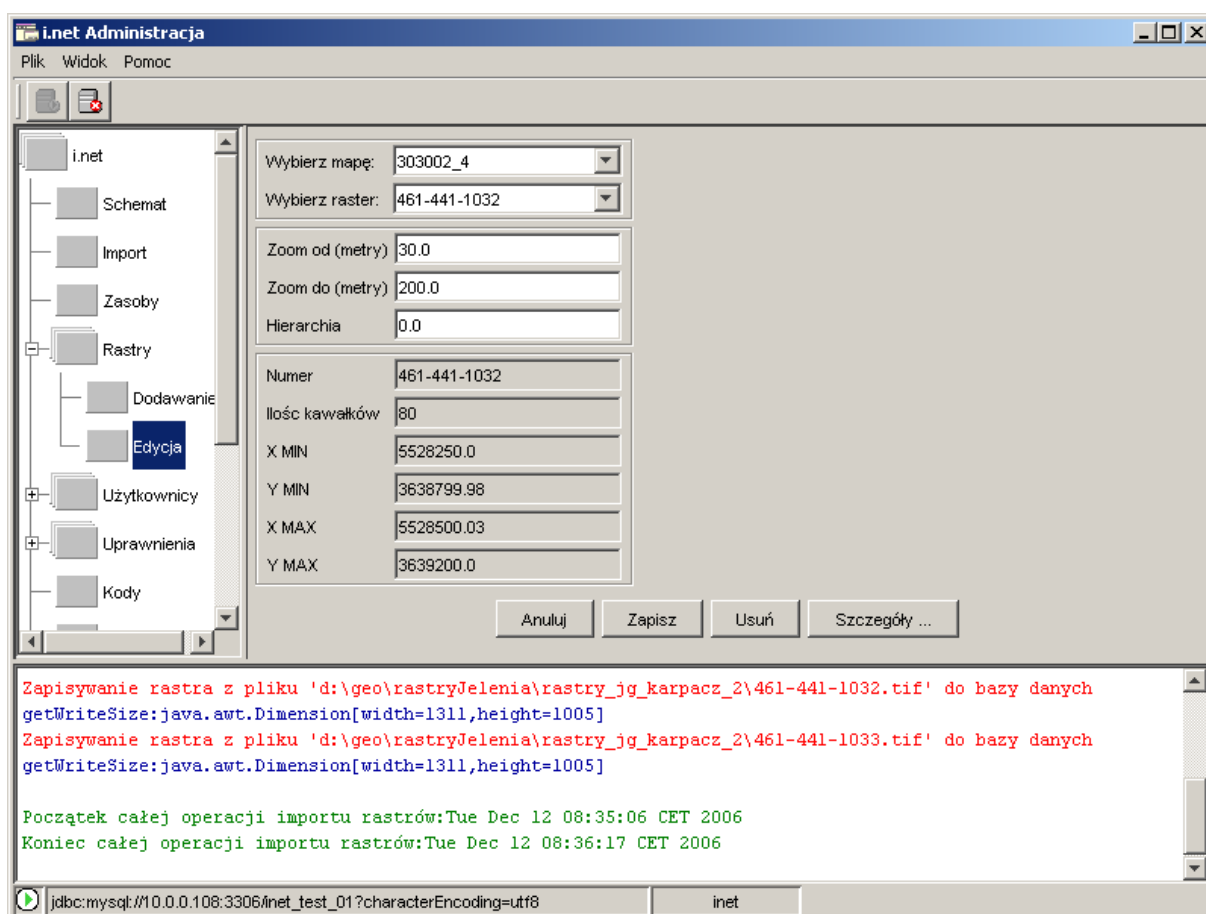 i.net Administracja
Plik Widok Pomoc
i.net
Schemat
Import
Zasoby
Rastry
Dodawanie
Edycja
Użytkownicy
Uprawnienia
Kody
Wybierz mapę: 303002_4
Wybierz raster: 461-441-1032
Zoom od (metry) 30.0
Zoom do (metry) 200.0
Hierarchia 0.0
Numer 461-441-1032
Ilośc kawałków 80
X MIN 5528250.0
Y MIN 3638799.98
X MAX 5528500.03
Y MAX 3639200.0
Anuluj Zapisz Usuń Szczegóły ...
Zapisywanie rastra z pliku 'd:\geo\rastryJelenia\rastry_jg_karpacz_2\461-441-1032.tif' do bazy danych
getWriteSize:java.awt.Dimension[width=1311,height=1005]
Zapisywanie rastra z pliku 'd:\geo\rastryJelenia\rastry_jg_karpacz_2\461-441-1033.tif' do bazy danych
getWriteSize:java.awt.Dimension[width=1311,height=1005]
Początek całej operacji importu rastrów:Tue Dec 12 08:35:06 CET 2006
Koniec całej operacji importu rastrów:Tue Dec 12 08:36:17 CET 2006
jdbc:mysql://10.0.0.108:3306/inet_test_01?characterEncoding=utf8 inet